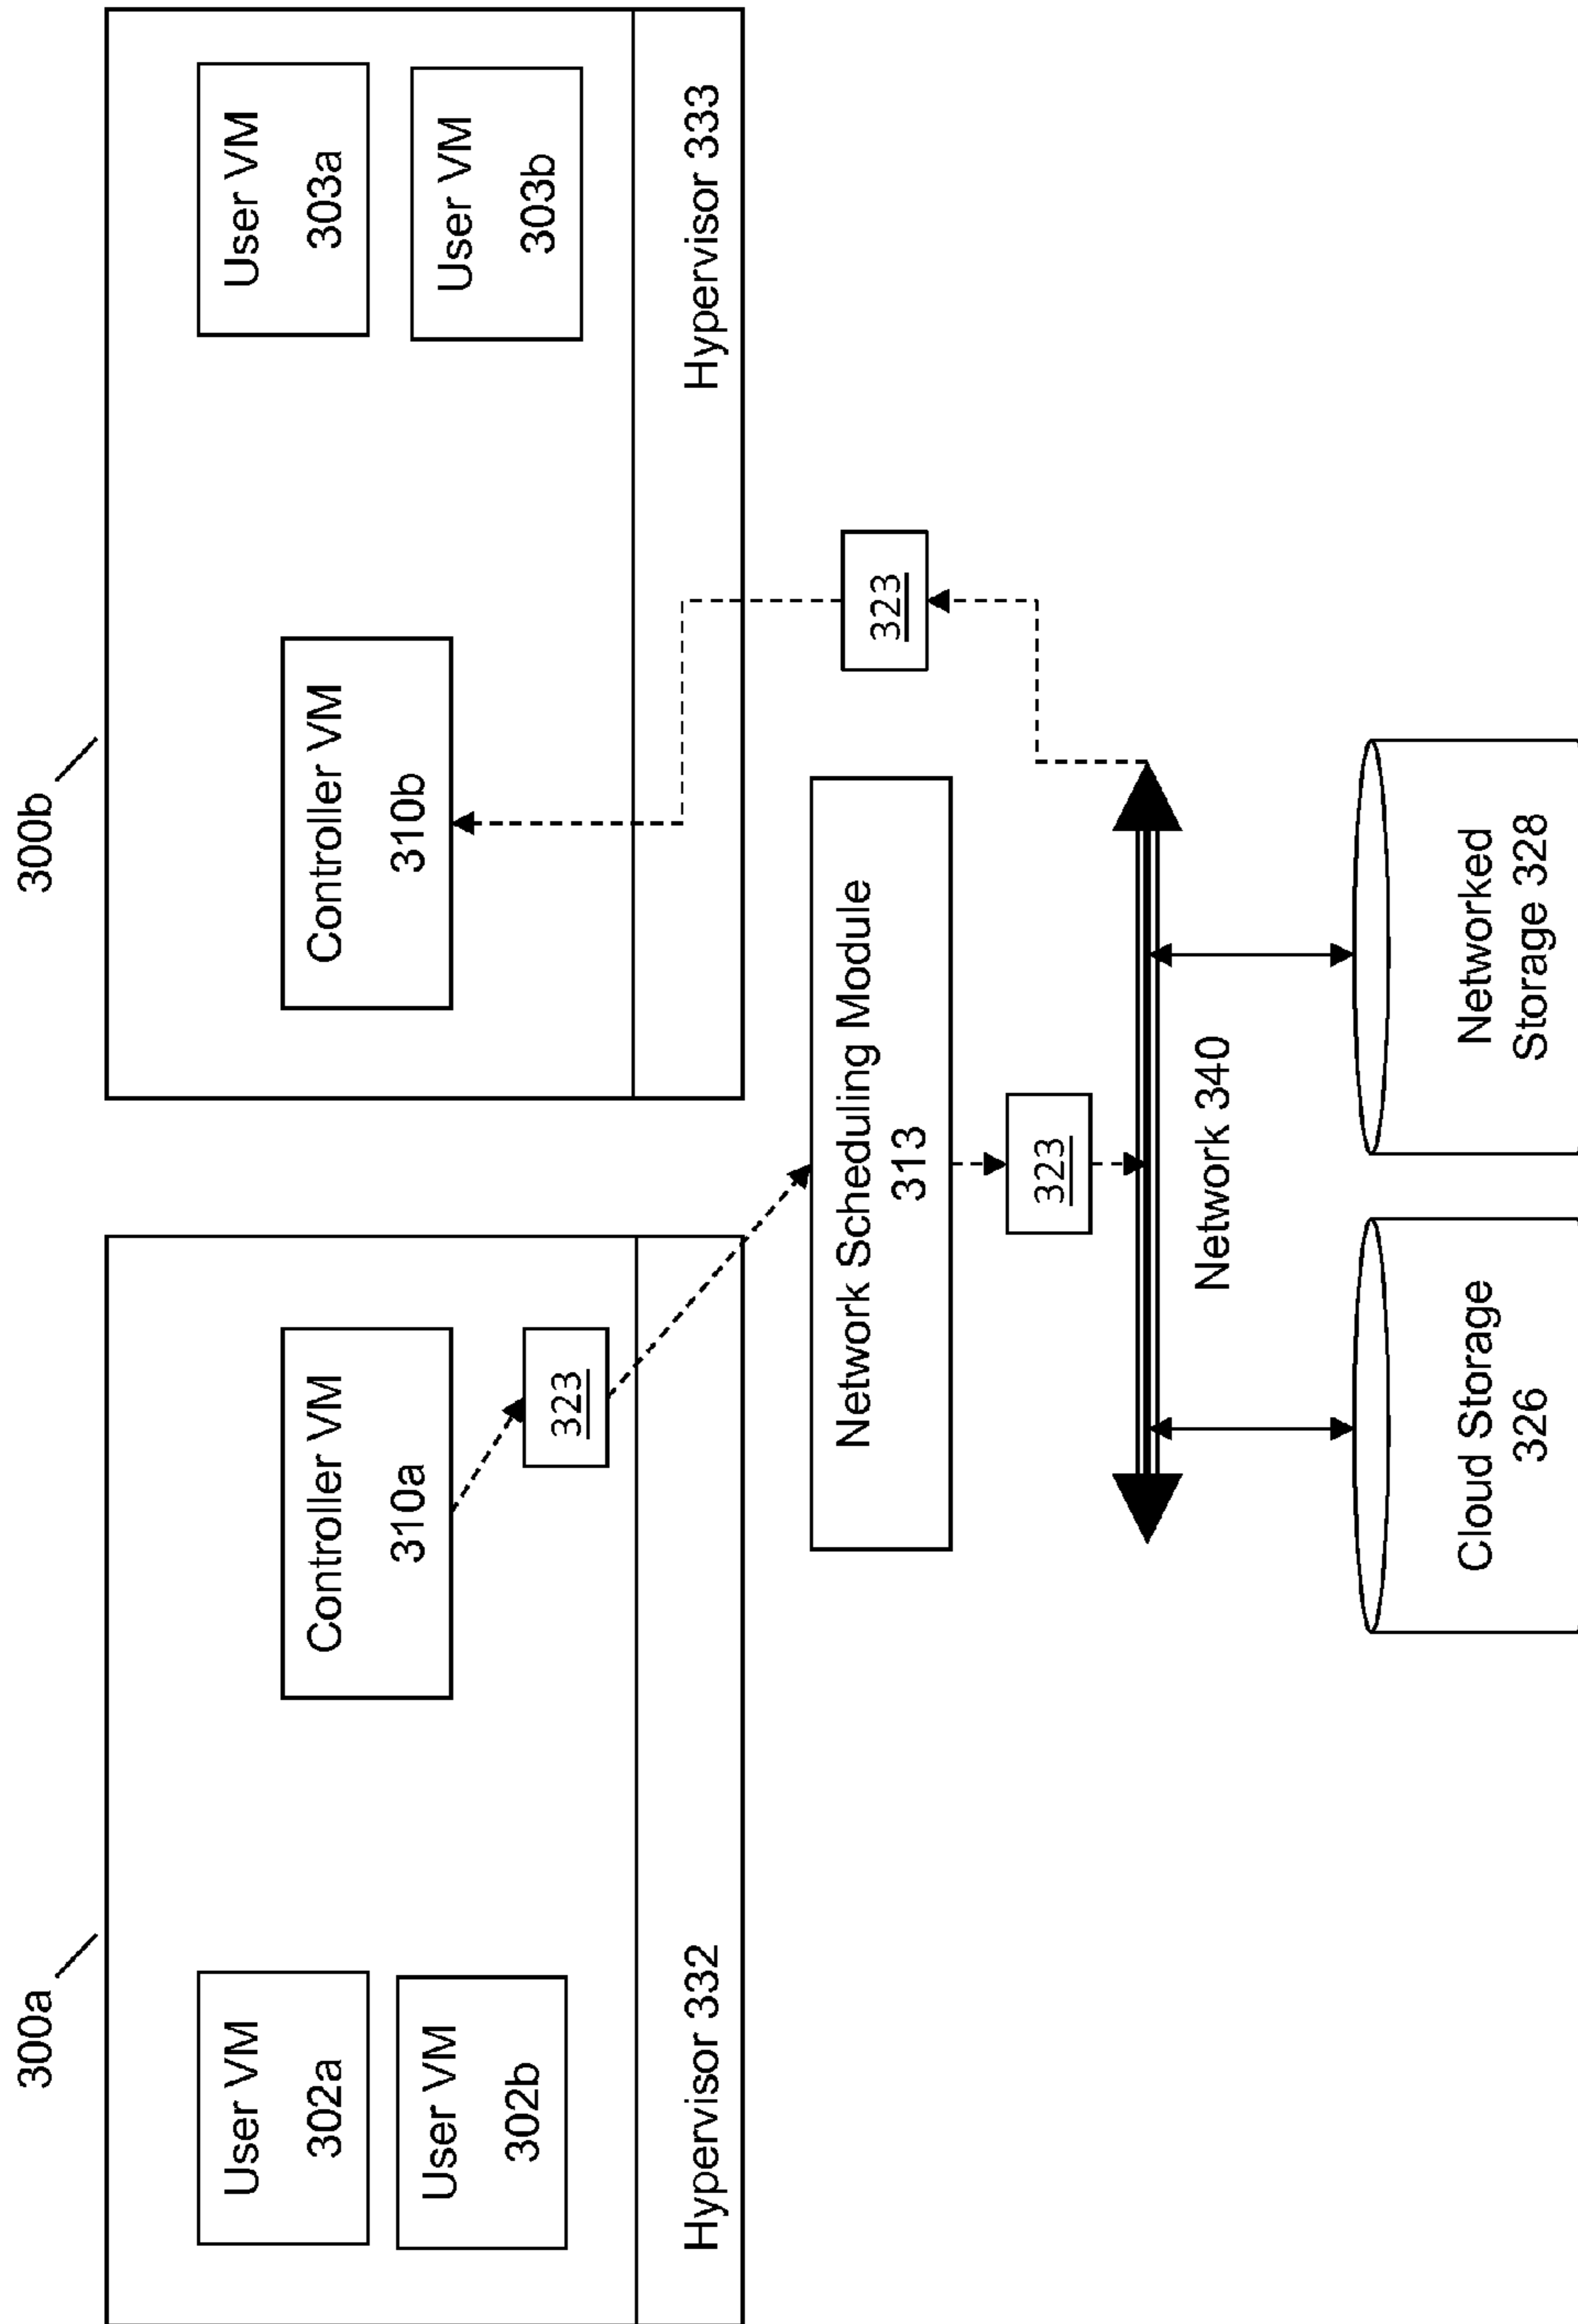 300a
300b
User VM
302a
User VM
302b
Controller VM
310a
323
Hypervisor 332
Controller VM
310b
User VM
303a
User VM
303b
Hypervisor 333
323
Network Scheduling Module
313
323
Network 340
Cloud Storage
326
Networked
Storage 328